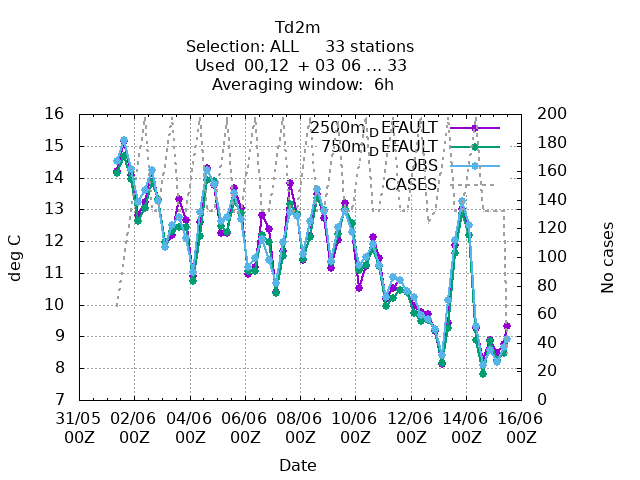 Td2m
Selection: ALL 33 stations
Used 00,12 + 03 06 ... 33
Averaging window: 6h
2500m_DEFAULT
750m_DEFAULT
OBS
CASES
16
15
14
13
12
11
10
9
8
7
deg C
200
180
160
140
120
100
80
60
40
20
0
No cases
31/05 02/06 04/06 06/06 08/06 10/06 12/06 14/06 16/06
00Z 00Z 00Z 00Z 00Z 00Z 00Z 00Z 00Z
Date